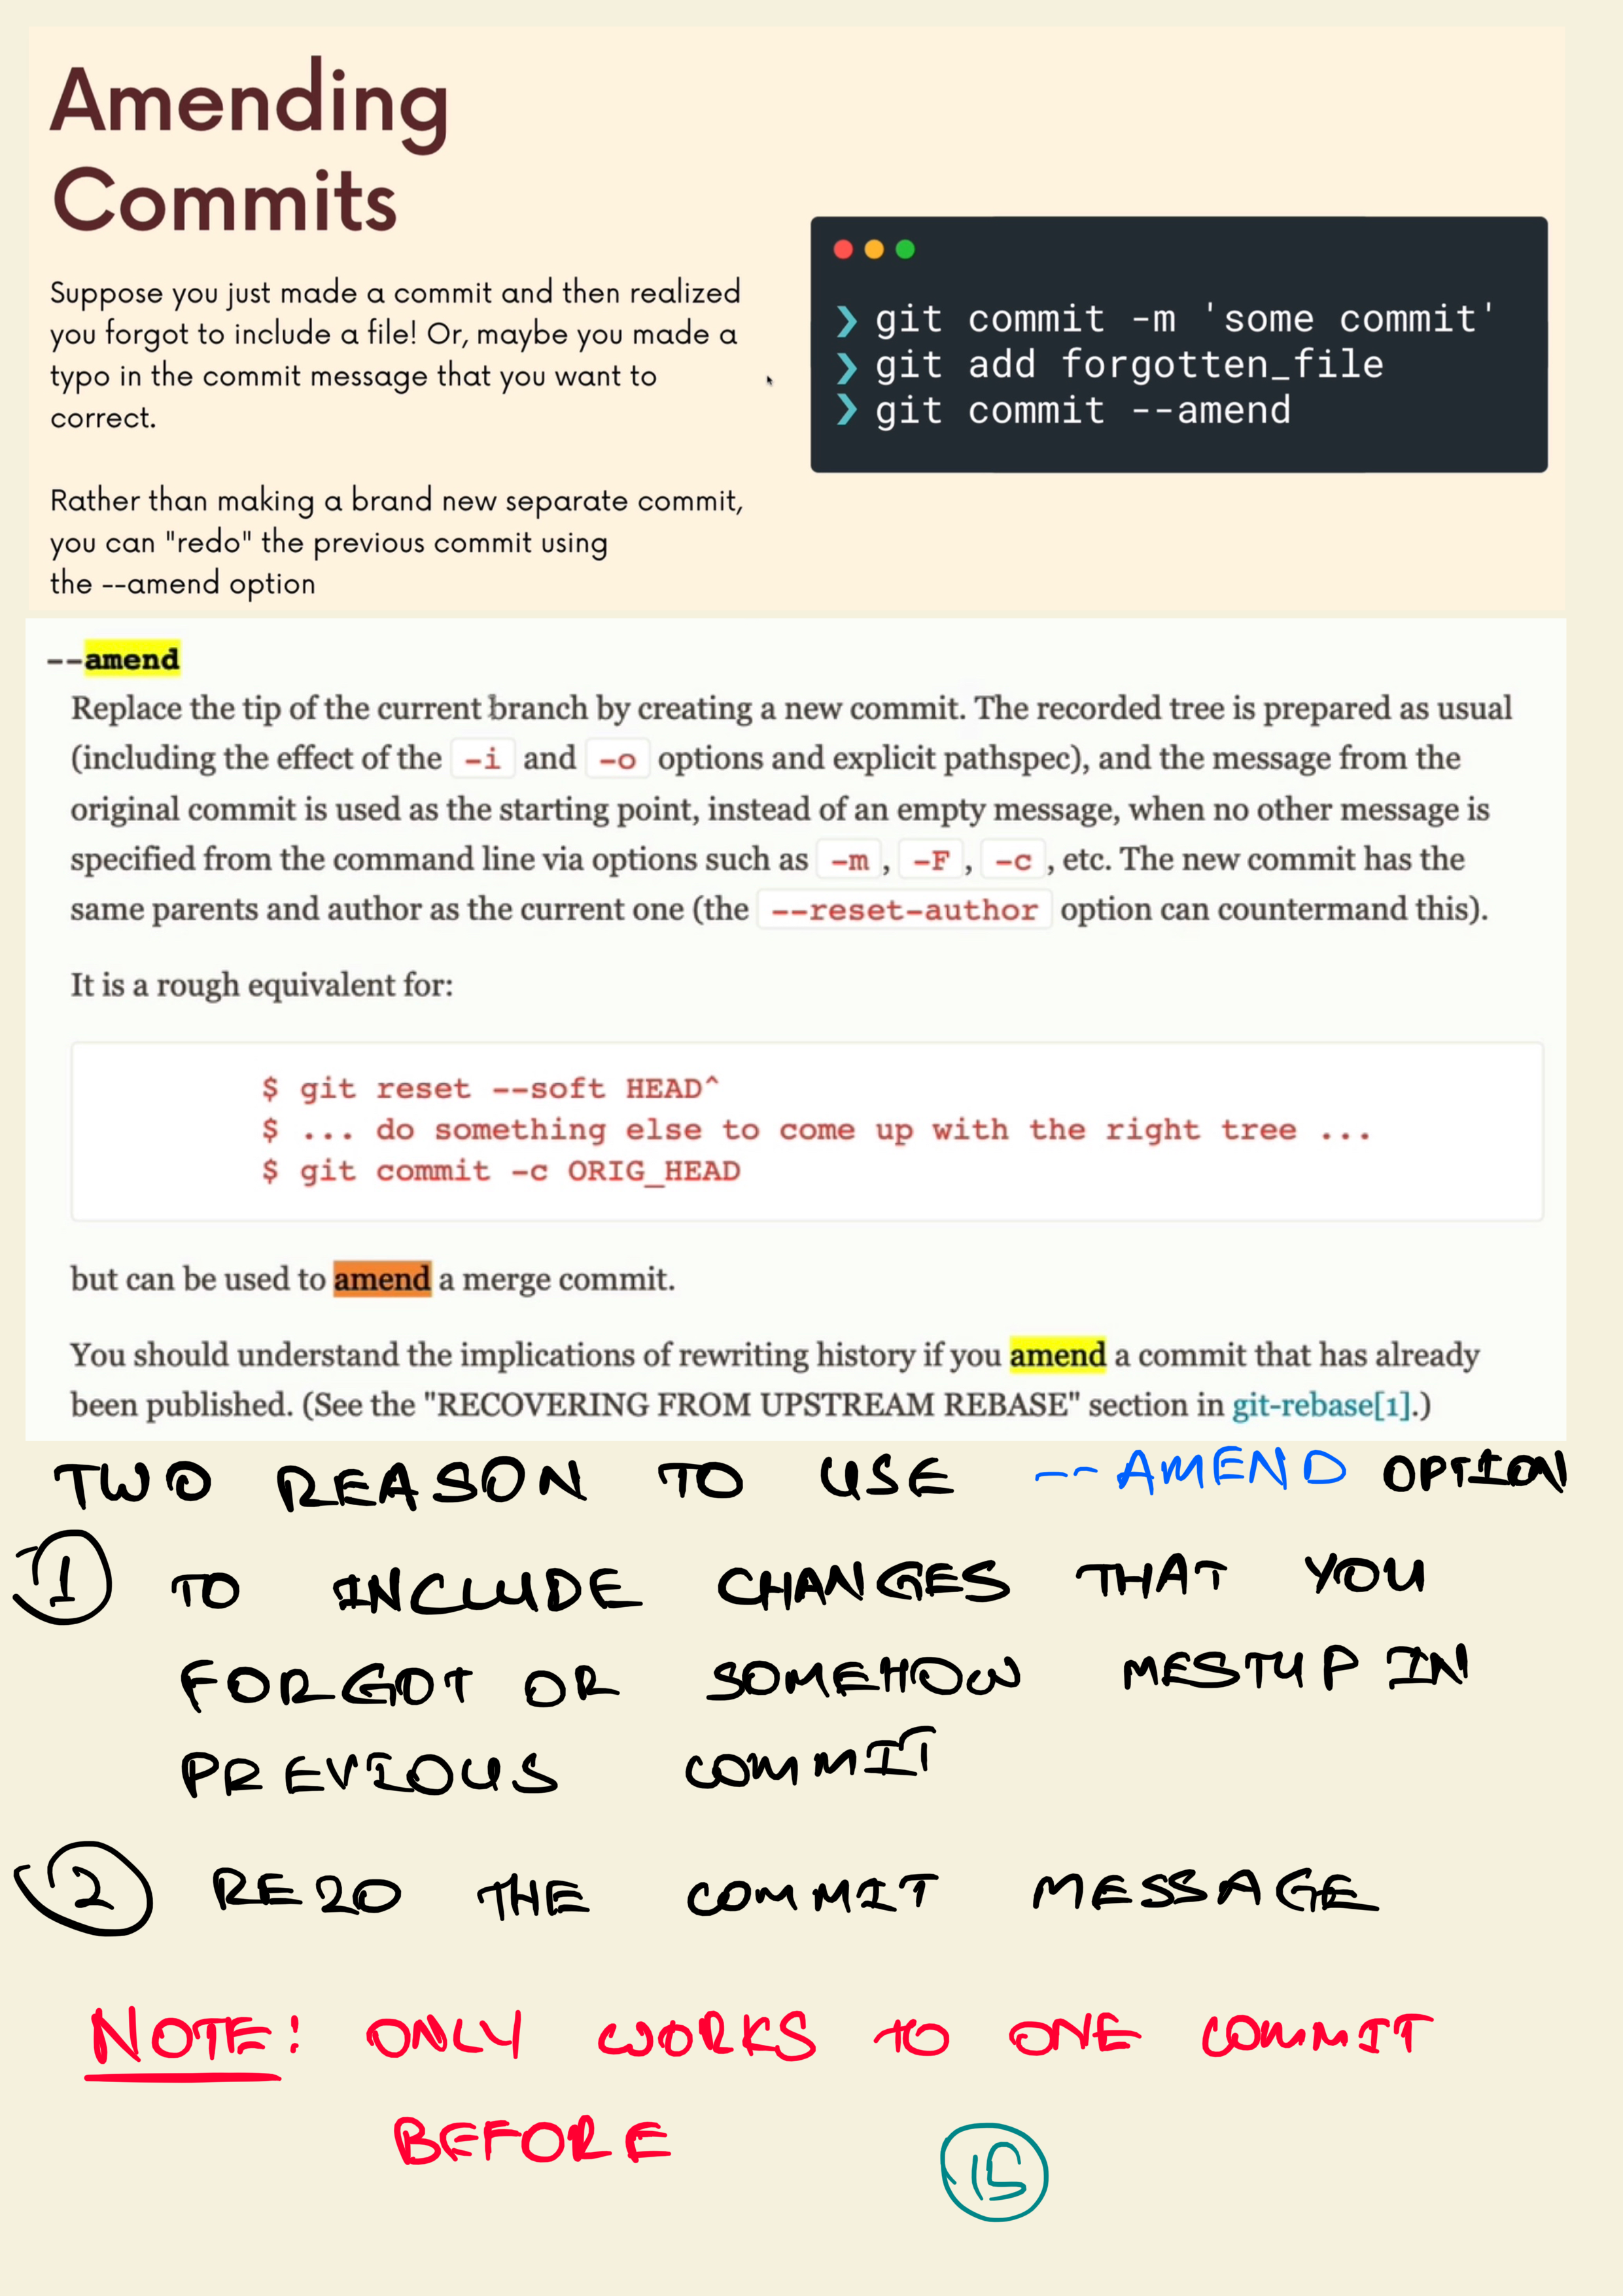 Amending
Commits
Suppose you just made a commit and then realized
you forgot to include a file! Or, maybe you made a
typo in the commit message that you want to
correct.
Rather than making a brand new separate commit,
you can "redo" the previous commit using
the --amend option
❯ git commit -m 'some commit'
❯ git add forgotten_file
❯ git commit --amend
--amend
Replace the tip of the current branch by creating a new commit. The recorded tree is prepared as usual
(including the effect of the -i and -o options and explicit pathspec), and the message from the
original commit is used as the starting point, instead of an empty message, when no other message is
specified from the command line via options such as -m , -F , -c , etc. The new commit has the
same parents and author as the current one (the --reset-author option can countermand this).
It is a rough equivalent for:
$ git reset --soft HEAD^
$ ... do something else to come up with the right tree ...
$ git commit -c ORIG_HEAD
but can be used to amend a merge commit.
You should understand the implications of rewriting history if you amend a commit that has already
been published. (See the "RECOVERING FROM UPSTREAM REBASE" section in git-rebase[1].)
TWO REASON TO USE --AMEND OPTION
1 TO INCLUDE CHANGES THAT YOU
FORGOT OR SOMEHOW MESTUP IN
PREVIOUS COMMIT
2 REDO THE COMMIT MESSAGE
NOTE: ONLY WORKS TO ONE COMMIT
BEFORE
15